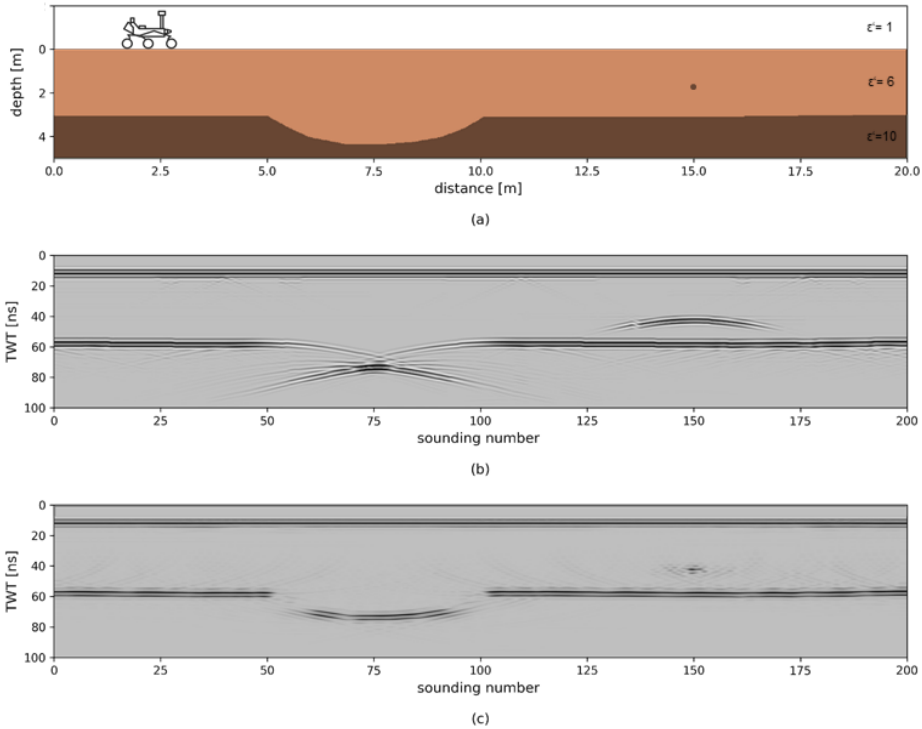 ε'= 1
0
2
4
depth [m]
ε'= 6
ε'=10
0.0 2.5 5.0 7.5 10.0 12.5 15.0 17.5 20.0
distance [m]
(a)
0
20
40
60
80
100
TWT [ns]
0 25 50 75 100 125 150 175 200
sounding number
(b)
0
20
40
60
80
100
TWT [ns]
0 25 50 75 100 125 150 175 200
sounding number
(c)